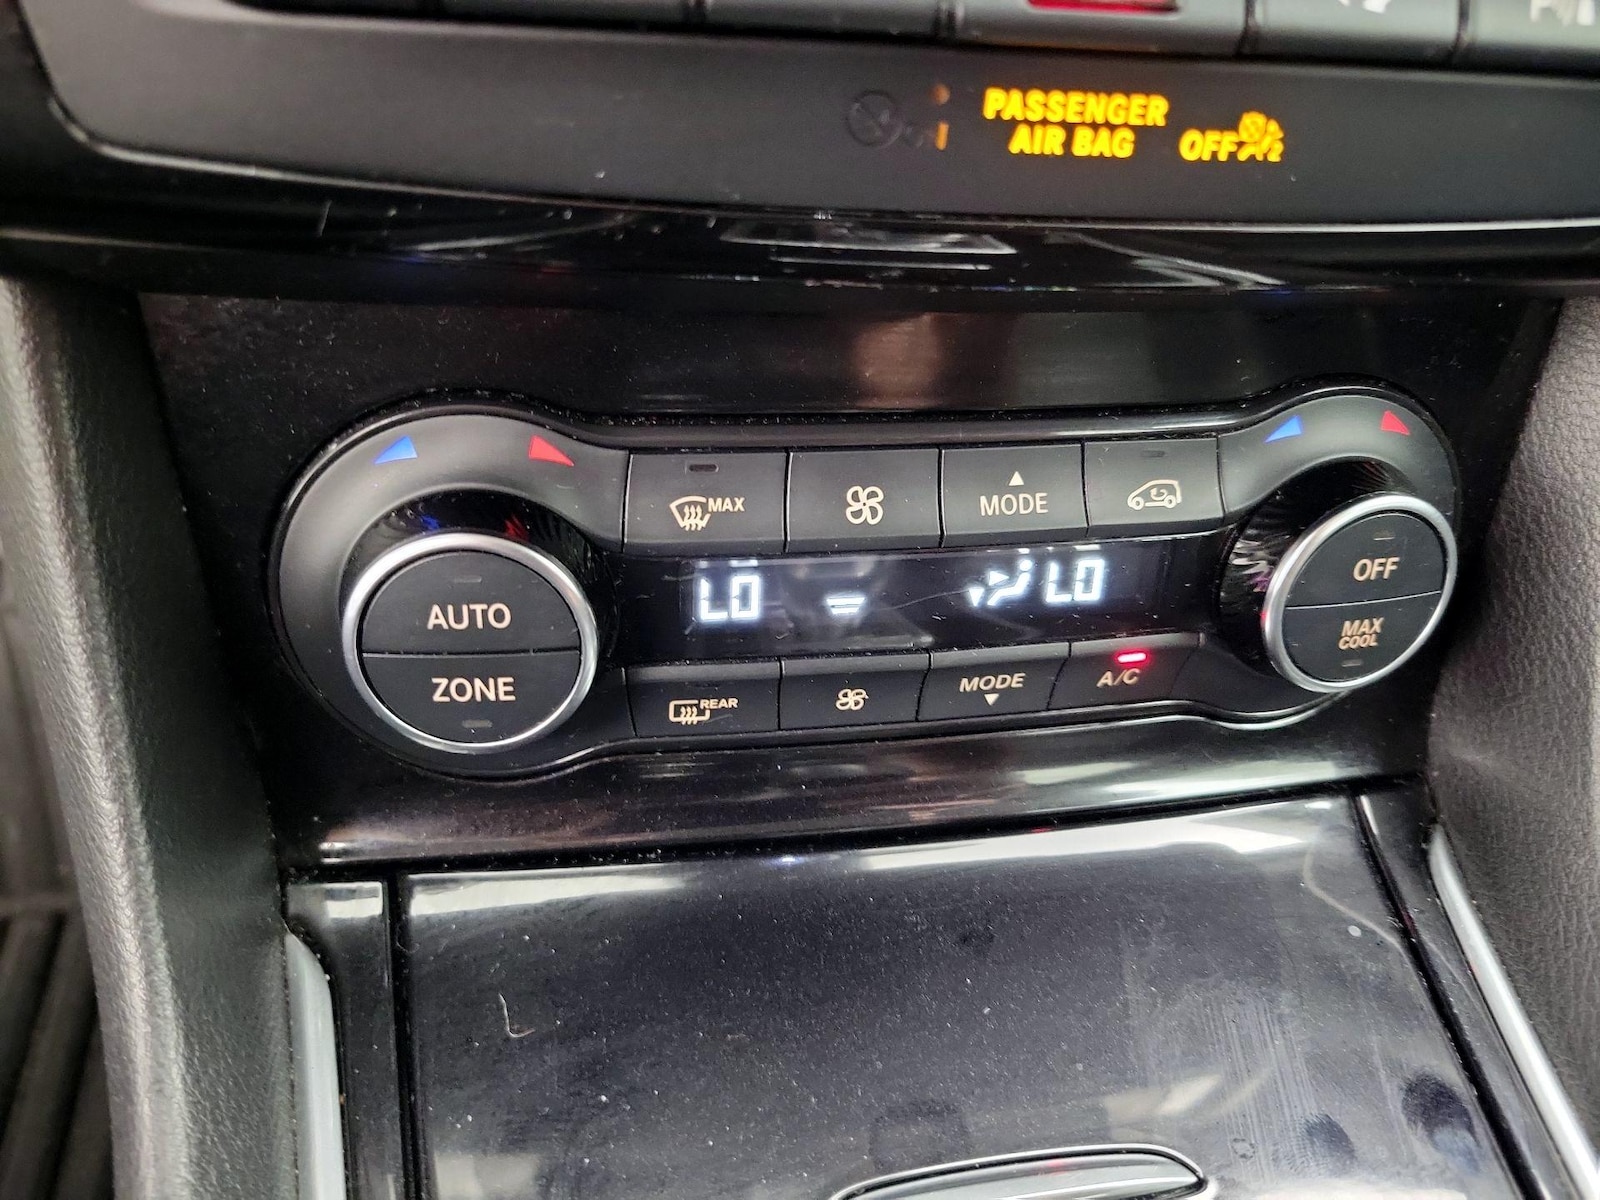 PASSENGER
AIR BAG OFF
MAX
MODE
OFF
MAX
COOL
AUTO
ZONE
LO
LO
REAR
MODE
A/C